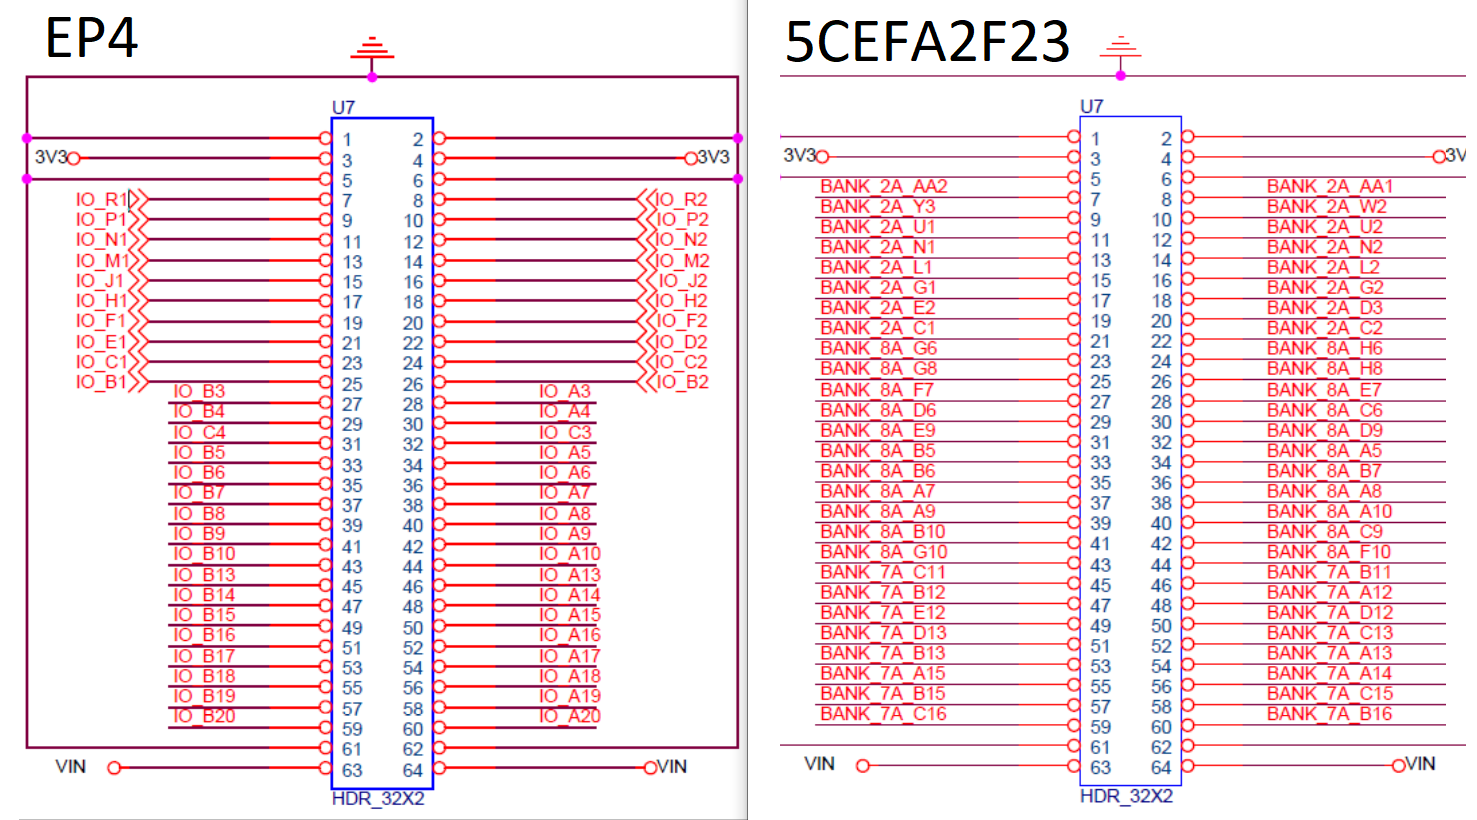 EP4
U7
1 2
3V3 3 4 3V3
5 6
IO_R1 7 8 IO_R2
IO_P1 9 10 IO_P2
IO_N1 11 12 IO_N2
IO_M1 13 14 IO_M2
IO_J1 15 16 IO_J2
IO_H1 17 18 IO_H2
IO_F1 19 20 IO_F2
IO_E1 21 22 IO_D2
IO_C1 23 24 IO_C2
IO_B1 25 26 IO_B2
IO_B3 27 28 IO_A3
IO_B4 29 30 IO_A4
IO_C4 31 32 IO_C3
IO_B5 33 34 IO_A5
IO_B6 35 36 IO_A6
IO_B7 37 38 IO_A7
IO_B8 39 40 IO_A8
IO_B9 41 42 IO_A9
IO_B10 43 44 IO_A10
IO_B13 45 46 IO_A13
IO_B14 47 48 IO_A14
IO_B15 49 50 IO_A15
IO_B16 51 52 IO_A16
IO_B17 53 54 IO_A17
IO_B18 55 56 IO_A18
IO_B19 57 58 IO_A19
IO_B20 59 60 IO_A20
61 62
VIN 63 64 VIN
HDR_32X2
5CEFA2F23
U7
1 2
3V3 3 4 3V
5 6
BANK_2A_AA2 7 8 BANK_2A_AA1
BANK_2A_Y3 9 10 BANK_2A_W2
BANK_2A_U1 11 12 BANK_2A_U2
BANK_2A_N1 13 14 BANK_2A_N2
BANK_2A_L1 15 16 BANK_2A_L2
BANK_2A_G1 17 18 BANK_2A_G2
BANK_2A_E2 19 20 BANK_2A_D3
BANK_2A_C1 21 22 BANK_2A_C2
BANK_8A_G6 23 24 BANK_8A_H6
BANK_8A_G8 25 26 BANK_8A_H8
BANK_8A_F7 27 28 BANK_8A_E7
BANK_8A_D6 29 30 BANK_8A_C6
BANK_8A_E9 31 32 BANK_8A_D9
BANK_8A_B5 33 34 BANK_8A_A5
BANK_8A_B6 35 36 BANK_8A_B7
BANK_8A_A7 37 38 BANK_8A_A8
BANK_8A_A9 39 40 BANK_8A_A10
BANK_8A_B10 41 42 BANK_8A_C9
BANK_8A_G10 43 44 BANK_8A_F10
BANK_7A_C11 45 46 BANK_7A_B11
BANK_7A_B12 47 48 BANK_7A_A12
BANK_7A_E12 49 50 BANK_7A_D12
BANK_7A_D13 51 52 BANK_7A_C13
BANK_7A_B13 53 54 BANK_7A_A13
BANK_7A_A15 55 56 BANK_7A_A14
BANK_7A_B15 57 58 BANK_7A_C15
BANK_7A_C16 59 60 BANK_7A_B16
61 62
VIN 63 64 VIN
HDR_32X2